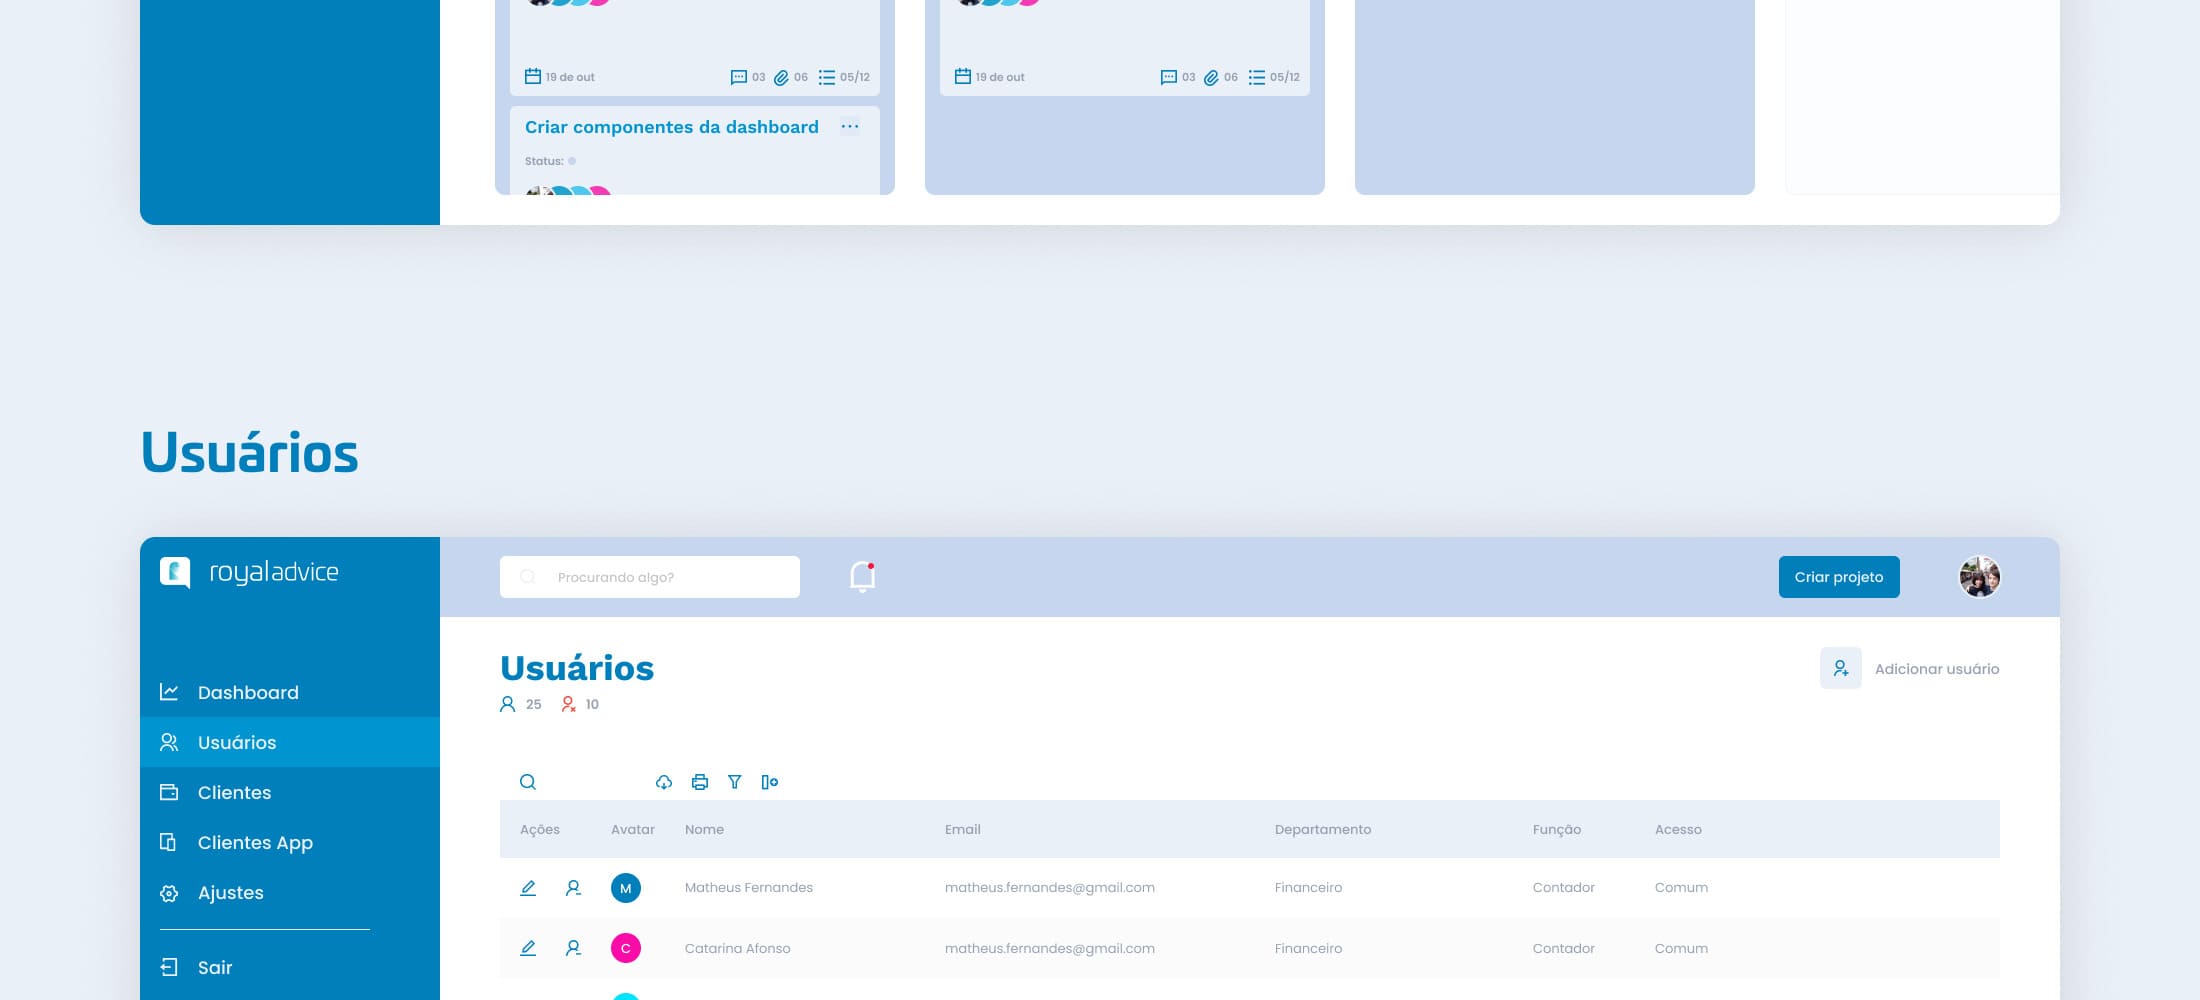 19 de out 03 06 05/12
19 de out 03 06 05/12
Criar componentes da dashboard
Status:
Usuários
royaladvice
Procurando algo?
Criar projeto
Usuários
Adicionar usuário
25 10
Dashboard
Usuários
Clientes
Clientes App
Ajustes
Sair
Ações Avatar Nome Email Departamento Função Acesso
M Matheus Fernandes matheus.fernandes@gmail.com Financeiro Contador Comum
C Catarina Afonso matheus.fernandes@gmail.com Financeiro Contador Comum